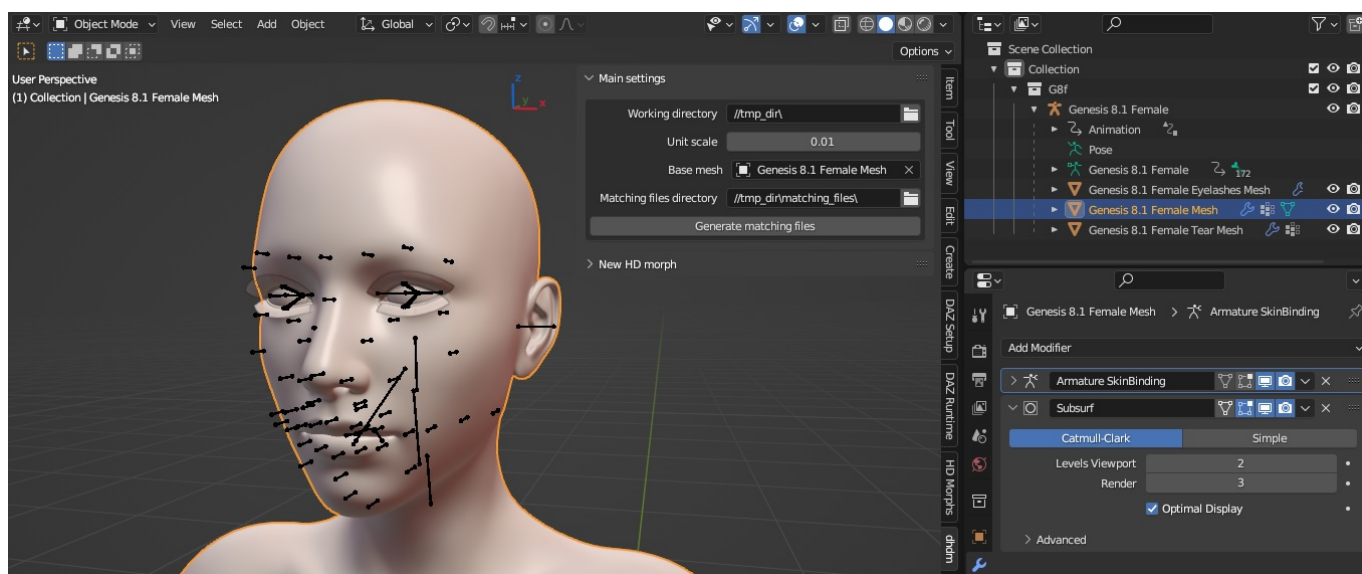 Object Mode View Select Add Object Global
Options
User Perspective
(1) Collection | Genesis 8.1 Female Mesh
z
y x
Main settings
Working directory //tmp_dir\
Unit scale 0.01
Base mesh Genesis 8.1 Female Mesh
Matching files directory //tmp_dir\matching_files\
Generate matching files
New HD morph
Item
Tool
View
Edit
Create
DAZ Setup
DAZ Runtime
HD Morphs
dhdm
Scene Collection
Collection
G8f
Genesis 8.1 Female
Animation 2
Pose
Genesis 8.1 Female 172
Genesis 8.1 Female Eyelashes Mesh
Genesis 8.1 Female Mesh
Genesis 8.1 Female Tear Mesh
Genesis 8.1 Female Mesh > Armature SkinBinding
Add Modifier
Armature SkinBinding
Subsurf
Catmull-Clark Simple
Levels Viewport 2
Render 3
Optimal Display
Advanced